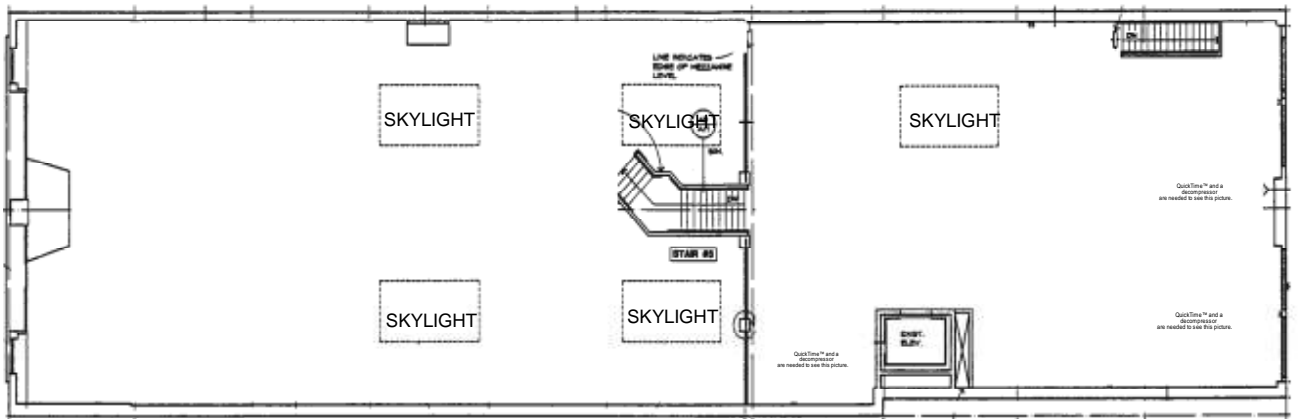 LINE INDICATES
EDGE OF MEZZANINE
LEVEL
SKYLIGHT
SKYLIGHT
SKYLIGHT
DN
QuickTime™ and a
decompressor
are needed to see this picture.
STAIR #5
SKYLIGHT
SKYLIGHT
EXIST.
ELEV.
QuickTime™ and a
decompressor
are needed to see this picture.
QuickTime™ and a
decompressor
are needed to see this picture.